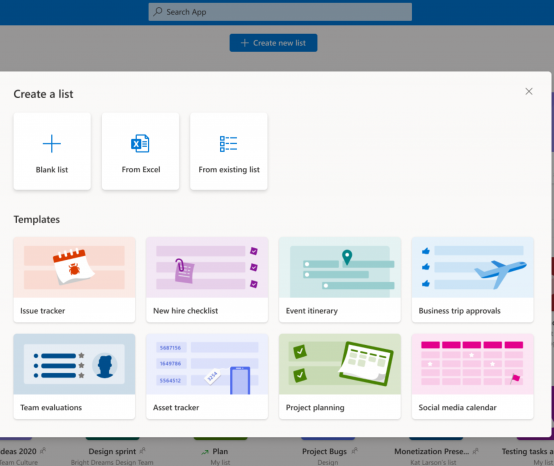 Search App
Create new list
Create a list
Blank list
From Excel
From existing list
Templates
Issue tracker
New hire checklist
Event itinerary
Business trip approvals
5687156
1649786
5564512
1254
Team evaluations
Asset tracker
Project planning
Social media calendar
deas 2020
Design sprint
Plan
Project Bugs
Monetization Prese...
Testing tasks a
Team Culture
Bright Dreams Design Team
My list
Design
Kat Larson's list
My list